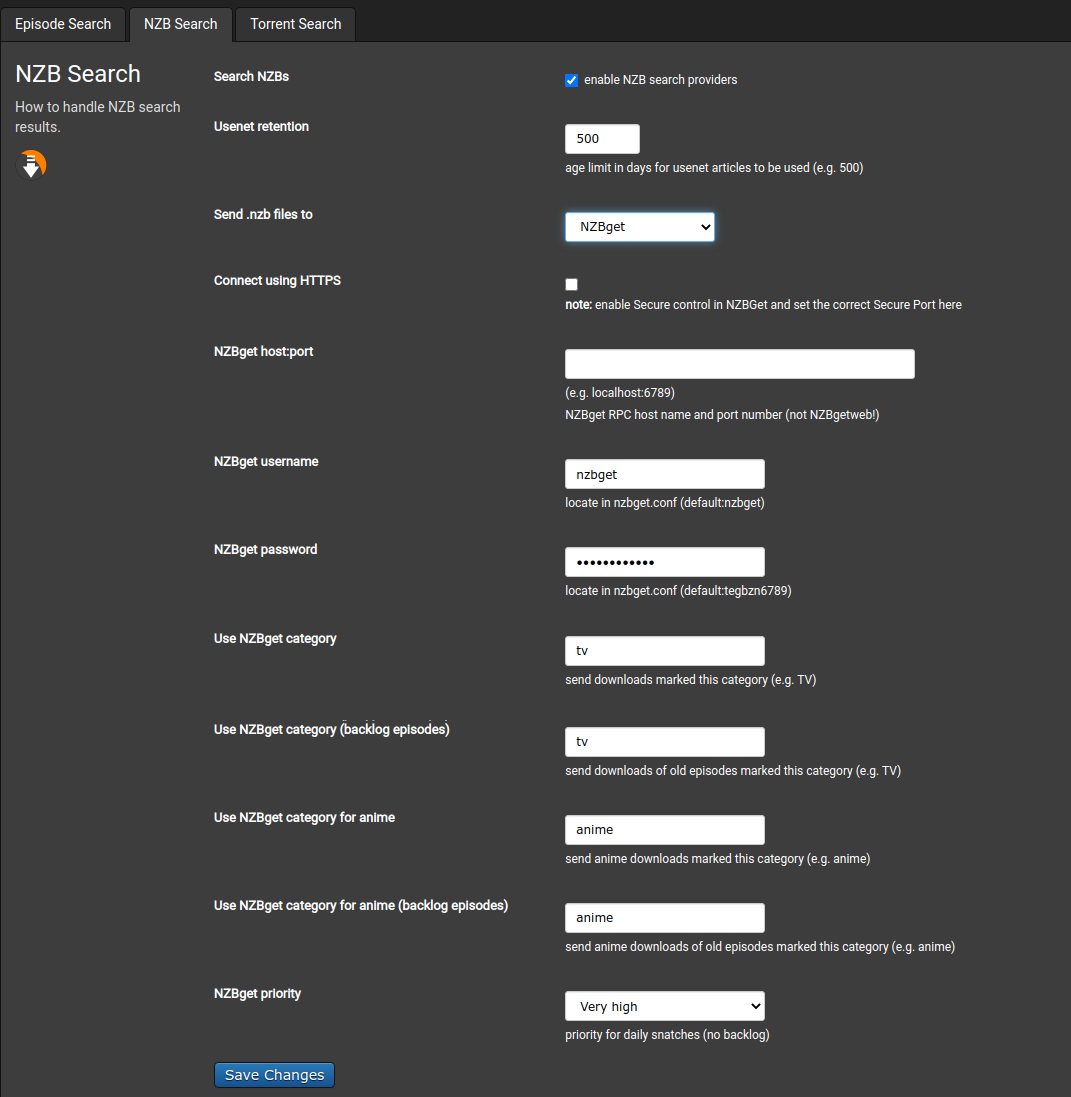 Episode Search
NZB Search
Torrent Search
NZB Search
How to handle NZB search
results.
Search NZBs
enable NZB search providers
Usenet retention
500
age limit in days for usenet articles to be used (e.g. 500)
Send .nzb files to
NZBget
Connect using HTTPS
note: enable Secure control in NZBGet and set the correct Secure Port here
NZBget host:port
(e.g. localhost:6789)
NZBget RPC host name and port number (not NZBgetweb!)
NZBget username
nzbget
locate in nzbget.conf (default:nzbget)
NZBget password
••••••••••••
locate in nzbget.conf (default:tegbzn6789)
Use NZBget category
tv
send downloads marked this category (e.g. TV)
Use NZBget category (backlog episodes)
tv
send downloads of old episodes marked this category (e.g. TV)
Use NZBget category for anime
anime
send anime downloads marked this category (e.g. anime)
Use NZBget category for anime (backlog episodes)
anime
send anime downloads of old episodes marked this category (e.g. anime)
NZBget priority
Very high
priority for daily snatches (no backlog)
Save Changes